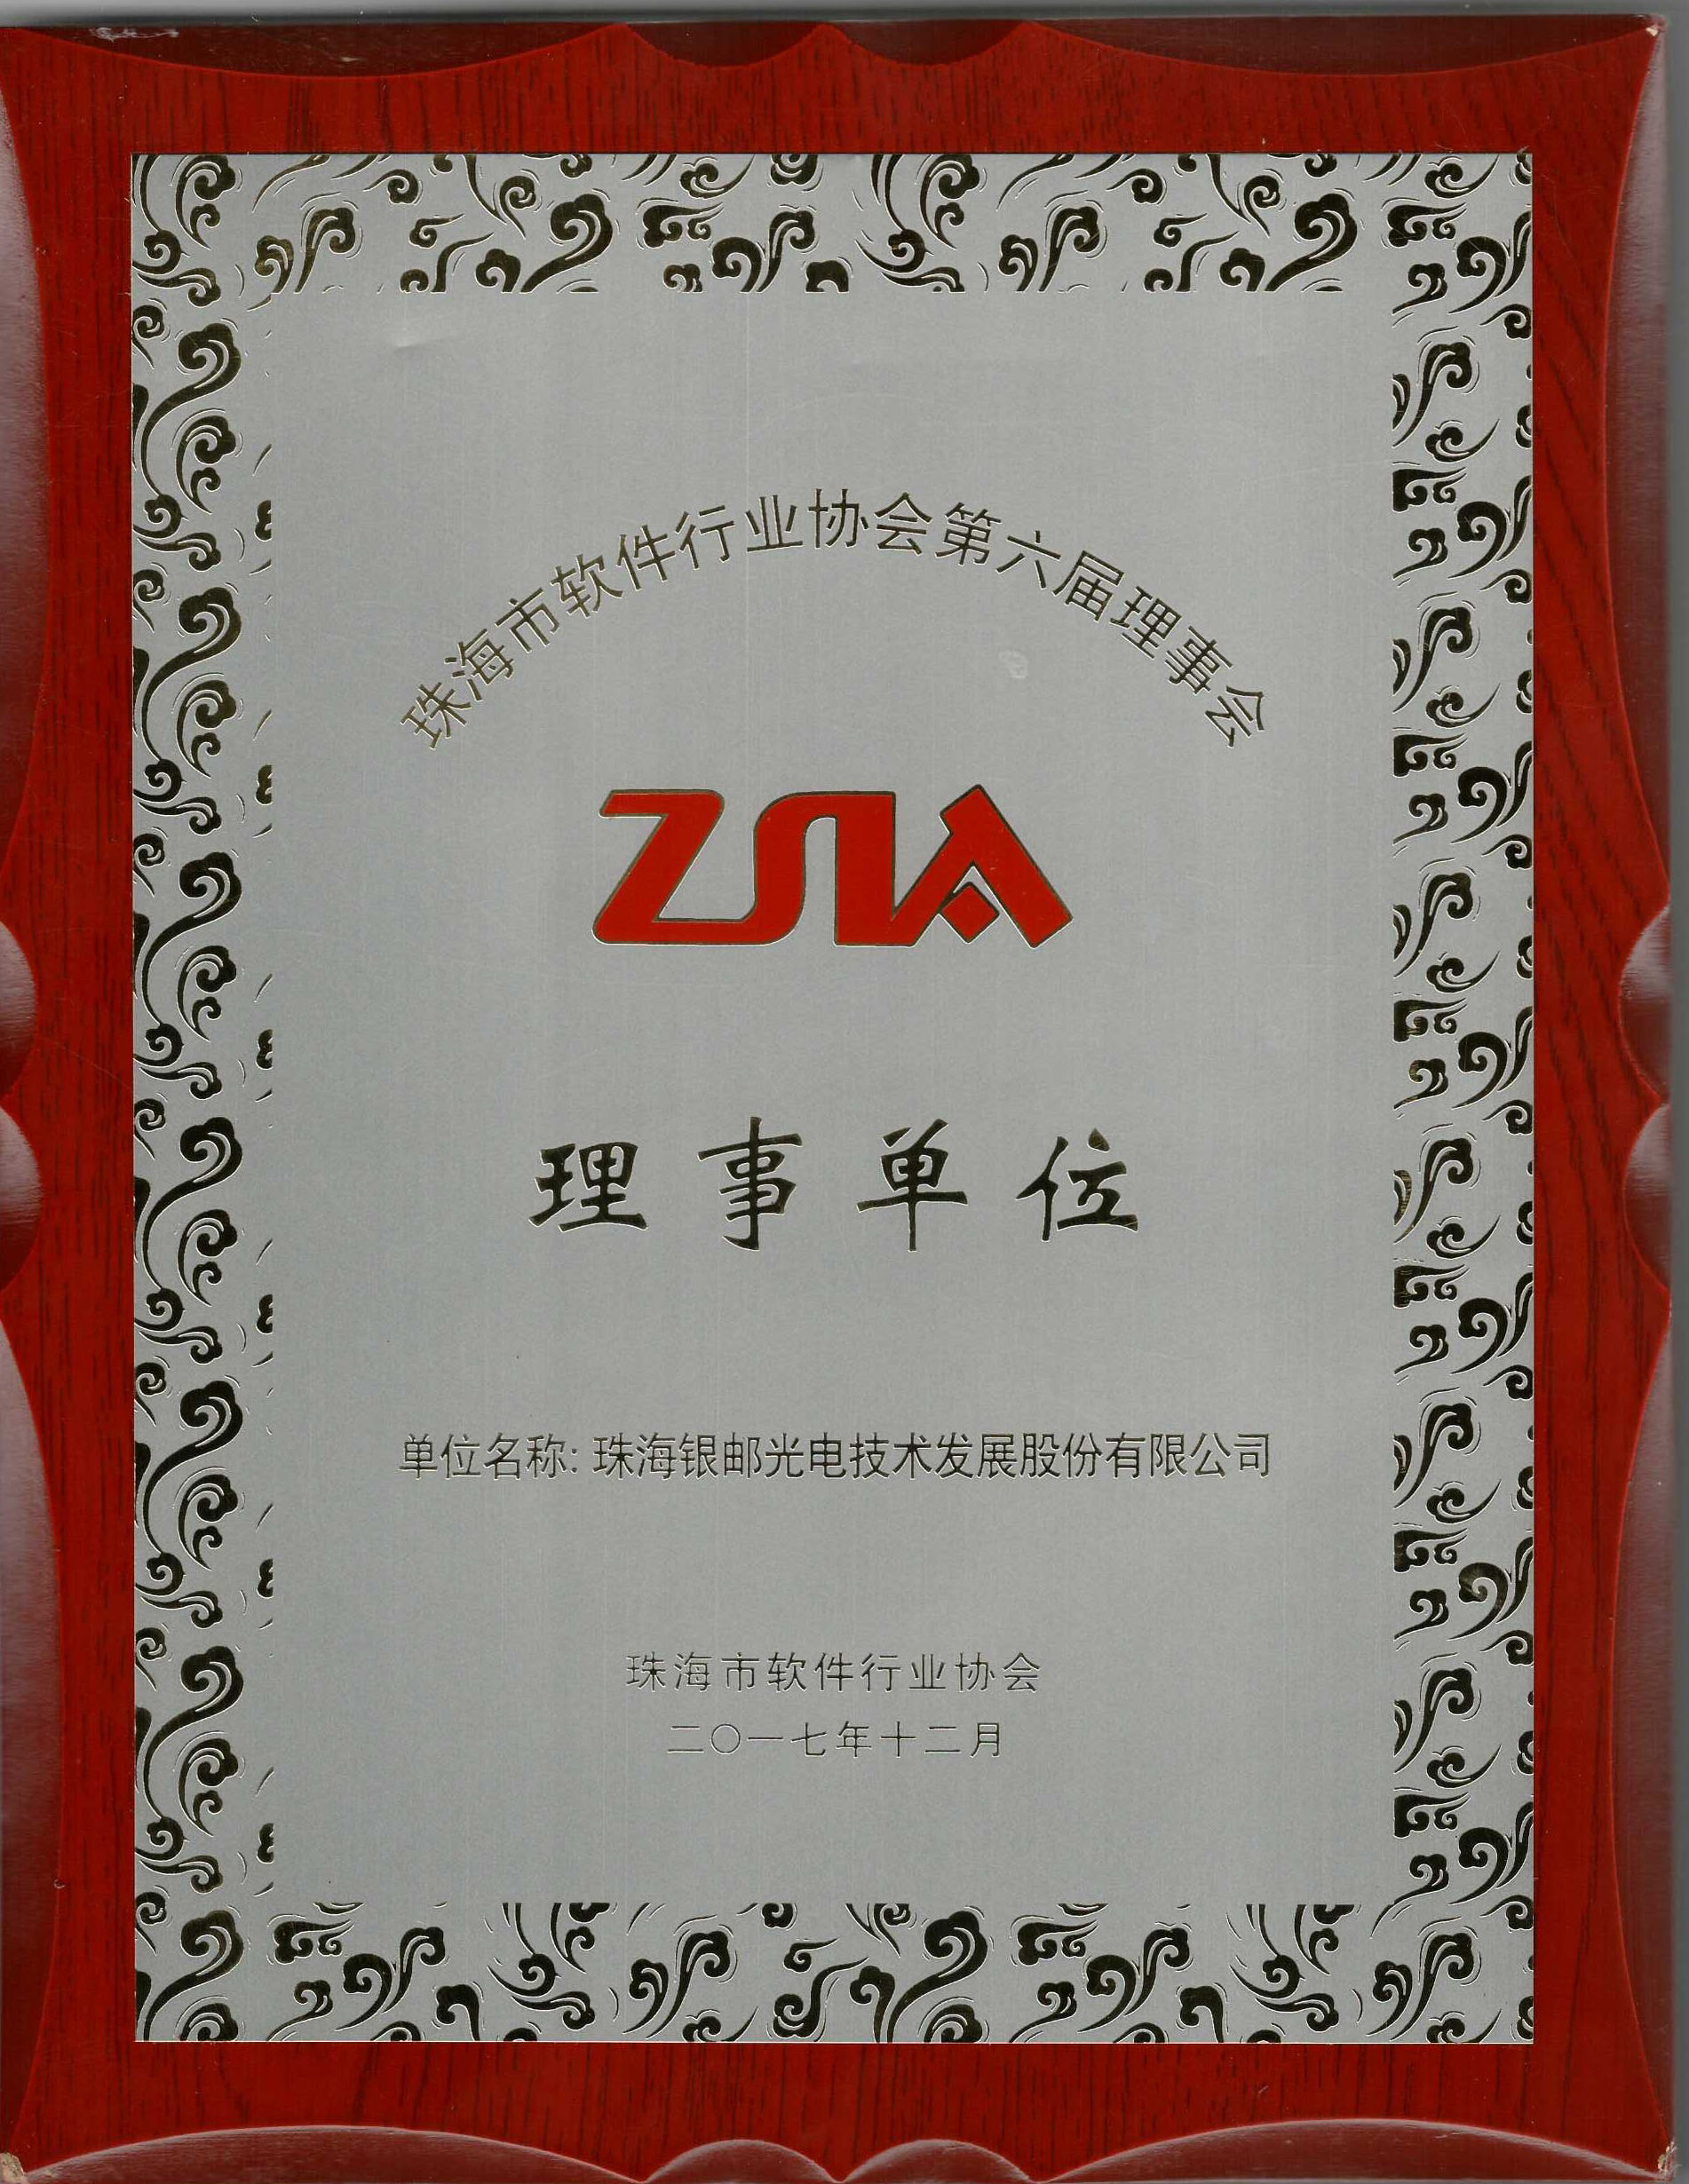 珠海市软件行业协会第六届理事会
ZSIA
理事单位
单位名称: 珠海银邮光电技术发展股份有限公司
珠海市软件行业协会
二〇一七年十二月